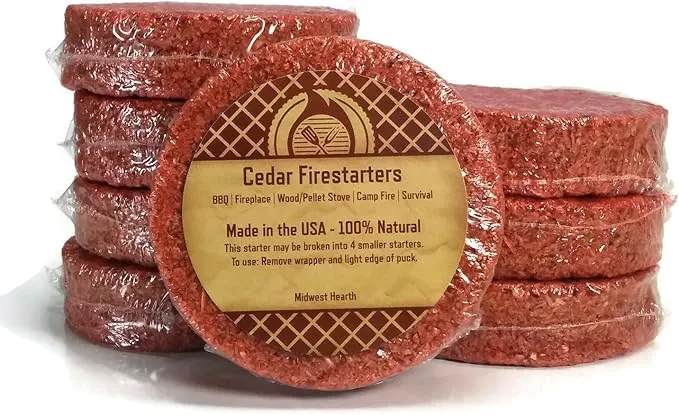 Cedar Firestarters
BBQ | Fireplace | Wood/Pellet Stove | Camp Fire | Survival
Made in the USA - 100% Natural
This starter may be broken into 4 smaller starters.
To use: Remove wrapper and light edge of puck.
Midwest Hearth